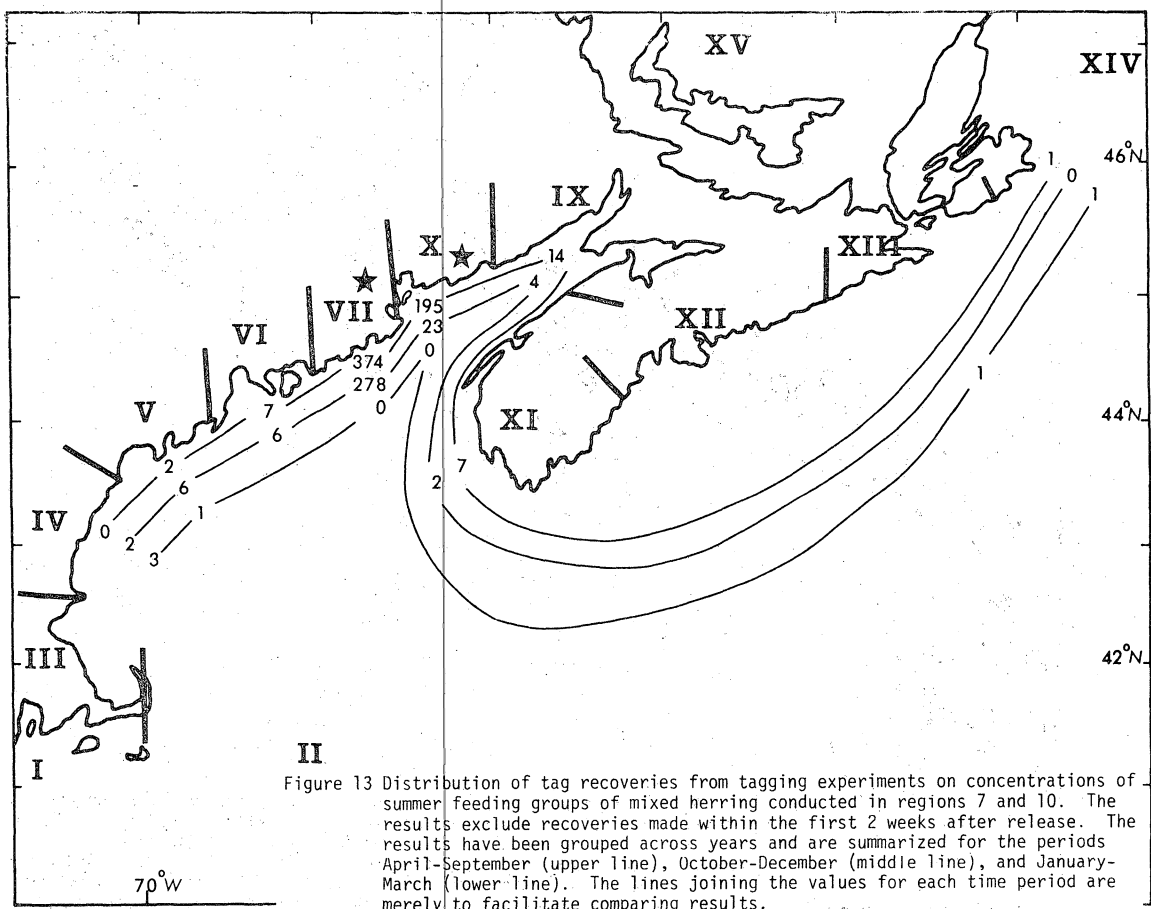 XV
XIV
1
46°N
0
1
IX
X
XIII
14
4
195
VII
23
XII
VI
0
374
278
0
1
7
V
XI
44°N
6
2
7
6
2
IV
1
0
2
3
III
42°N
II
I
Figure 13 Distribution of tag recoveries from tagging experiments on concentrations of
summer feeding groups of mixed herring conducted in regions 7 and 10. The
results exclude recoveries made within the first 2 weeks after release. The
results have been grouped across years and are summarized for the periods
April-September (upper line), October-December (middle line), and January-
March (lower line). The lines joining the values for each time period are
merely to facilitate comparing results.
70°W